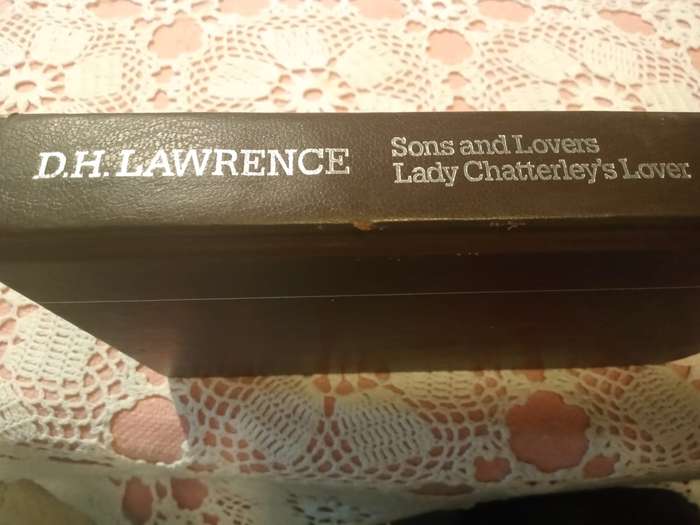 D.H. LAWRENCE
Sons and Lovers
Lady Chatterley's Lover